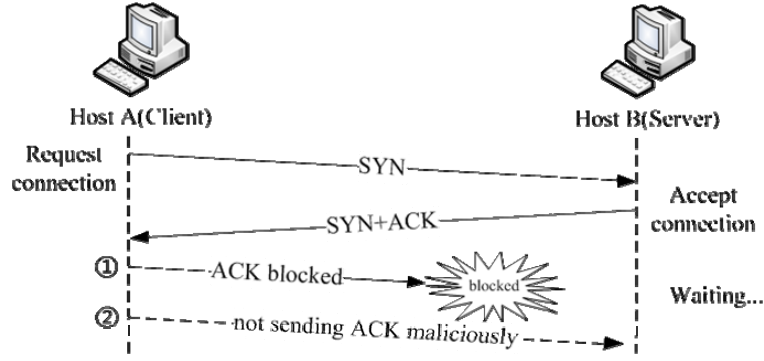 Host A(Client)
Host B(Server)
Request
connection
SYN
Accept
connection
SYN+ACK
① ACK blocked
blocked
Waiting...
② not sending ACK maliciously